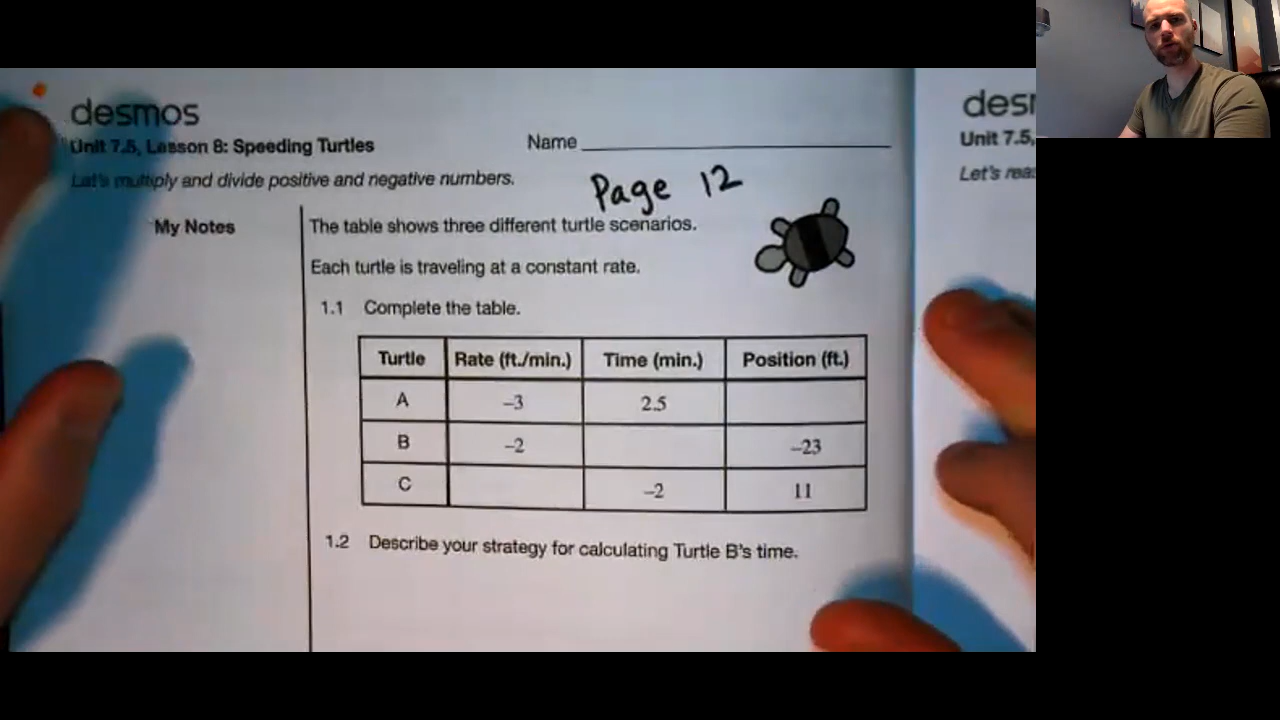 desmos
Unit 7.5, Lesson 8: Speeding Turtles
Name
Let's multiply and divide positive and negative numbers.
Page 12
My Notes
The table shows three different turtle scenarios.
Each turtle is traveling at a constant rate.
1.1 Complete the table.
Turtle Rate (ft./min.) Time (min.) Position (ft.)
A –3 2.5
B –2 –23
C –2 11
1.2 Describe your strategy for calculating Turtle B's time.
Unit 7.5,
Let's